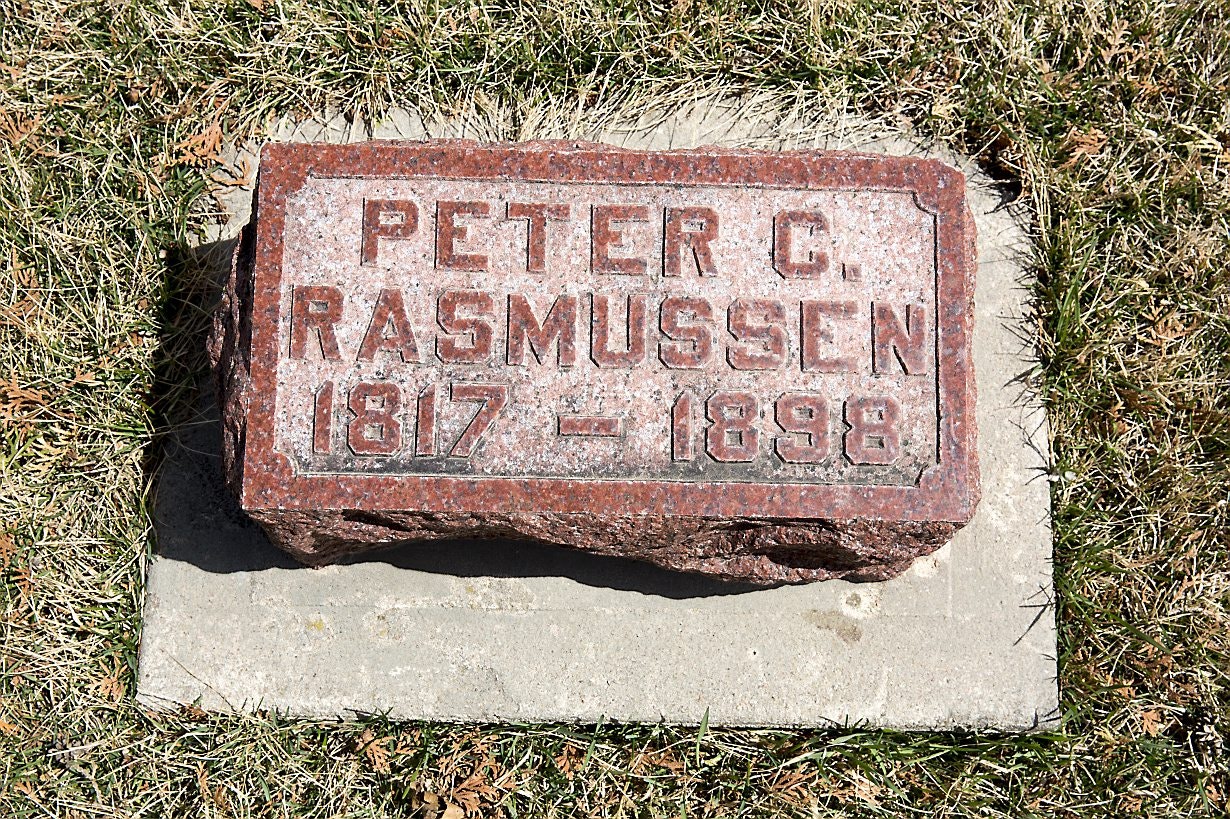 PETER C.
RASMUSSEN
1817 – 1898